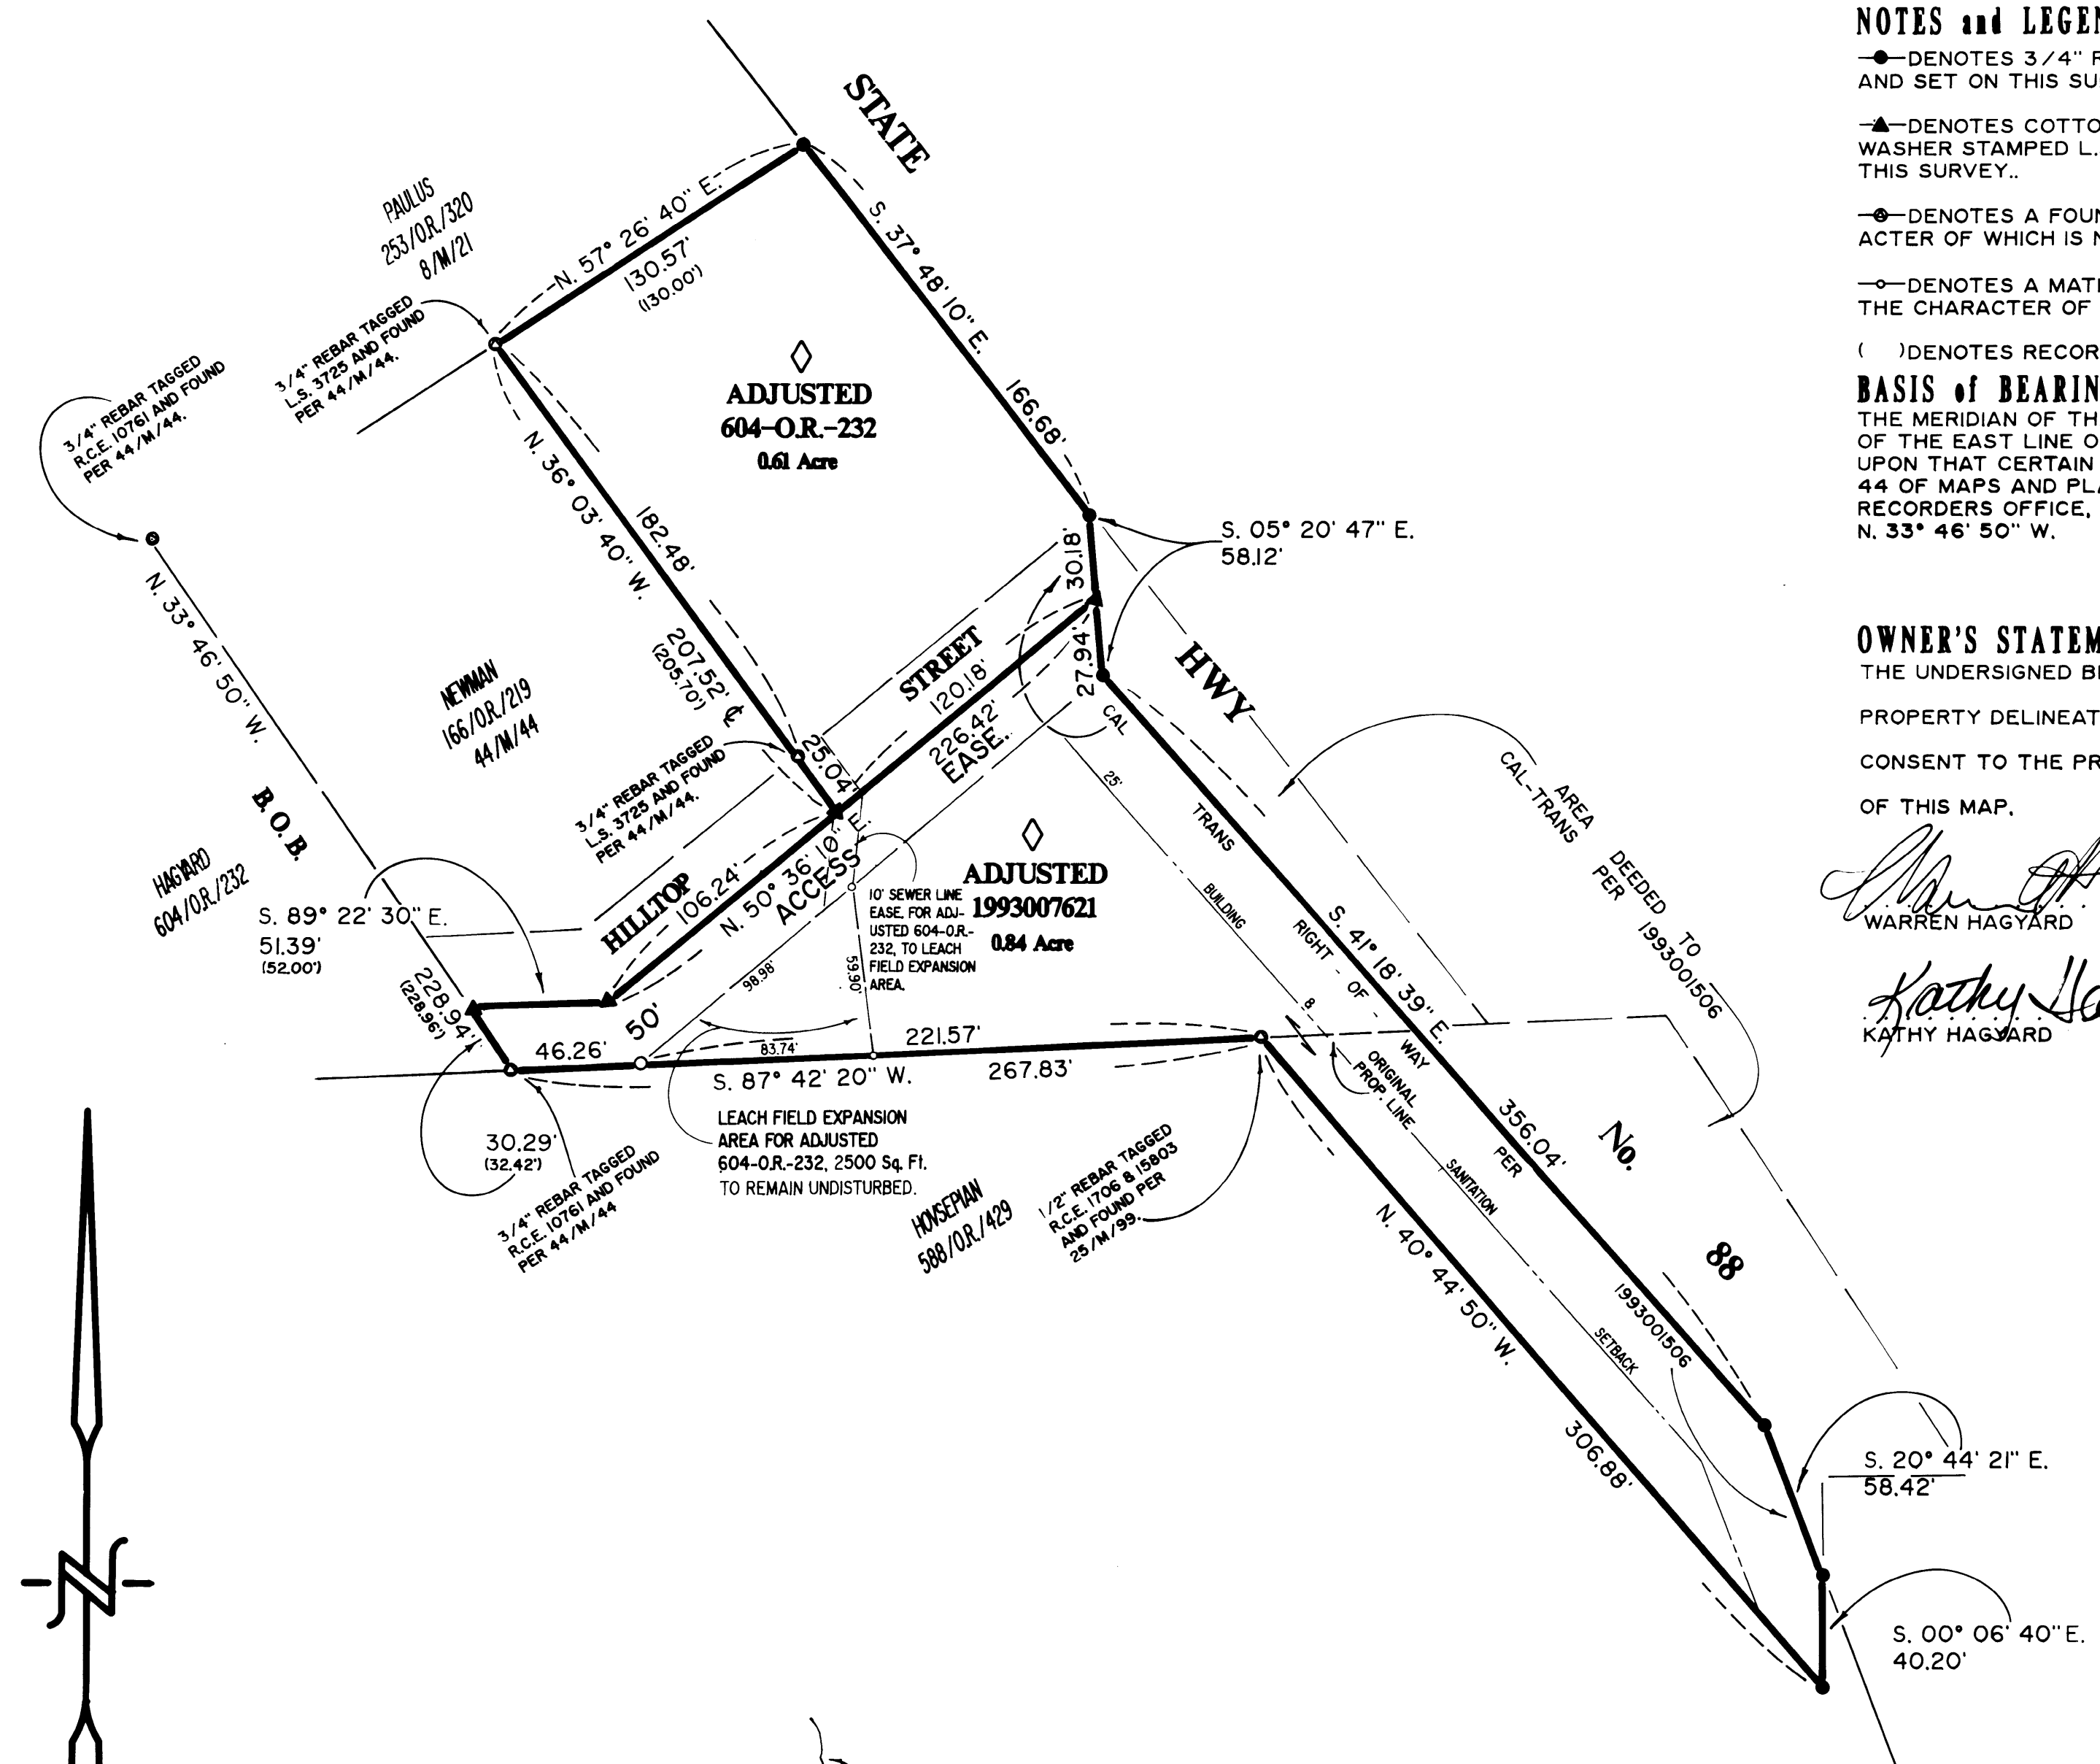 NOTES and LEGEN
DENOTES 3/4" R
AND SET ON THIS SU
DENOTES COTTO
WASHER STAMPED L.
THIS SURVEY..
DENOTES A FOUN
ACTER OF WHICH IS N
DENOTES A MATH
THE CHARACTER OF
( )DENOTES RECOR
BASIS of BEARIN
THE MERIDIAN OF TH
OF THE EAST LINE O
UPON THAT CERTAIN
44 OF MAPS AND PLA
RECORDERS OFFICE,
N. 33° 46' 50" W.
OWNER'S STATEM
THE UNDERSIGNED BE
PROPERTY DELINEAT
CONSENT TO THE PR
OF THIS MAP.
WARREN HAGYARD
Kathy
KATHY HAGYARD
STATE
HWY
No.
88
PAULUS
253/O.R./320
8/M/21
N. 57° 26' 40" E.
130.57'
(130.00')
S. 37° 48' 10" E.
166.68'
3/4" REBAR TAGGED
L.S. 3725 AND FOUND
PER 44/M/44.
3/4" REBAR TAGGED
R.C.E. 10761 AND FOUND
PER 44/M/44.
ADJUSTED
604-O.R.-232
0.61 Acre
N. 36° 03' 40" W.
182.48'
207.52'
(205.70')
℄
25.04'
S. 05° 20' 47" E.
58.12'
30.18'
27.94'
N. 33° 46' 50" W.
B. O. B.
NEWMAN
166/O.R./219
44/M/44
HAGYARD
604/O.R./232
3/4" REBAR TAGGED
L.S. 3725 AND FOUND
PER 44/M/44.
HILLTOP
STREET
120.18'
226.42'
EASE.
106.24'
N. 50° 36' 10" E.
ACCESS
50'
S. 89° 22' 30" E.
51.39'
(52.00')
228.94'
(228.96')
ADJUSTED
1993007621
0.84 Acre
10' SEWER LINE
EASE. FOR ADJ-
USTED 604-O.R.-
232, TO LEACH
FIELD EXPANSION
AREA.
98.98'
59.90'
83.74'
46.26'
221.57'
S. 87° 42' 20" W.
267.83'
30.29'
(32.42')
3/4" REBAR TAGGED
R.C.E. 10761 AND FOUND
PER 44/M/44
LEACH FIELD EXPANSION
AREA FOR ADJUSTED
604-O.R.-232, 2500 Sq. Ft.
TO REMAIN UNDISTURBED.
HOVSEPIAN
588/O.R./429
1/2" REBAR TAGGED
R.C.E. 1706 & 15803
AND FOUND PER
25/M/99.
CAL
TRANS
RIGHT - OF - WAY
PER
1993001506
25'
BUILDING
8
SANITATION
SETBACK
ORIGINAL
PROP. LINE
S. 41° 18' 39" E.
356.04'
AREA DEEDED TO
CAL-TRANS PER 1993001506
N. 40° 44' 50" W.
306.88'
S. 20° 44' 21" E.
58.42'
S. 00° 06' 40" E.
40.20'
N